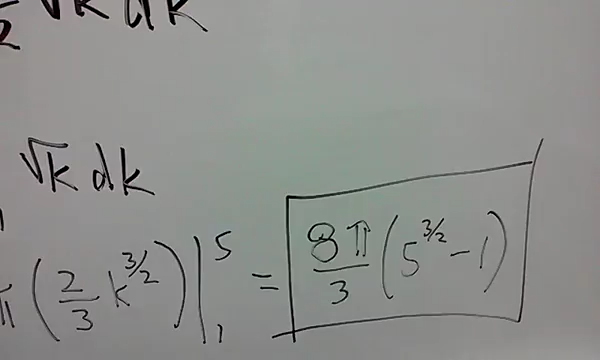 √k dk
√k dk
π (2/3 k^3/2) |_1^5 = 8π/3 (5^3/2 - 1)